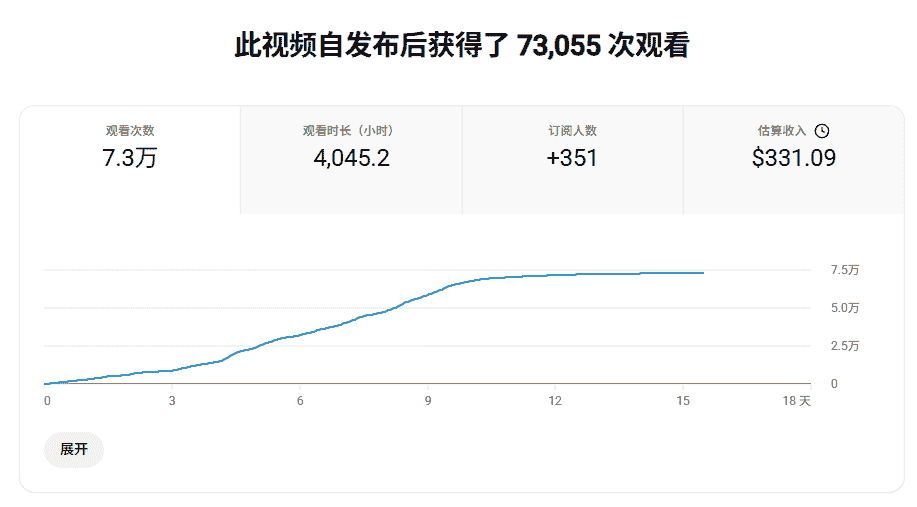 此视频自发布后获得了 73,055 次观看
观看次数
7.3万
观看时长（小时）
4,045.2
订阅人数
+351
估算收入
$331.09
7.5万
5.0万
2.5万
0
0 3 6 9 12 15 18 天
展开